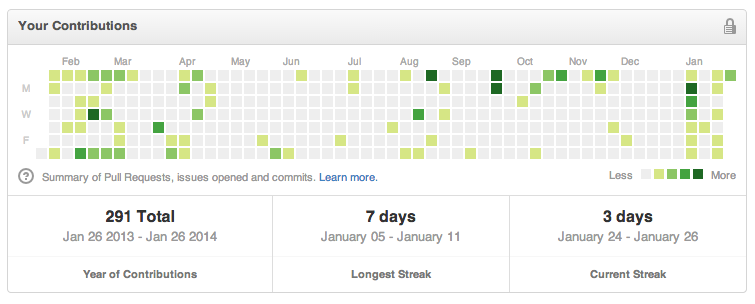 Your Contributions
Feb Mar Apr May Jun Jul Aug Sep Oct Nov Dec Jan
M
W
F
? Summary of Pull Requests, issues opened and commits. Learn more. Less More
291 Total 7 days 3 days
Jan 26 2013 - Jan 26 2014 January 05 - January 11 January 24 - January 26
Year of Contributions Longest Streak Current Streak